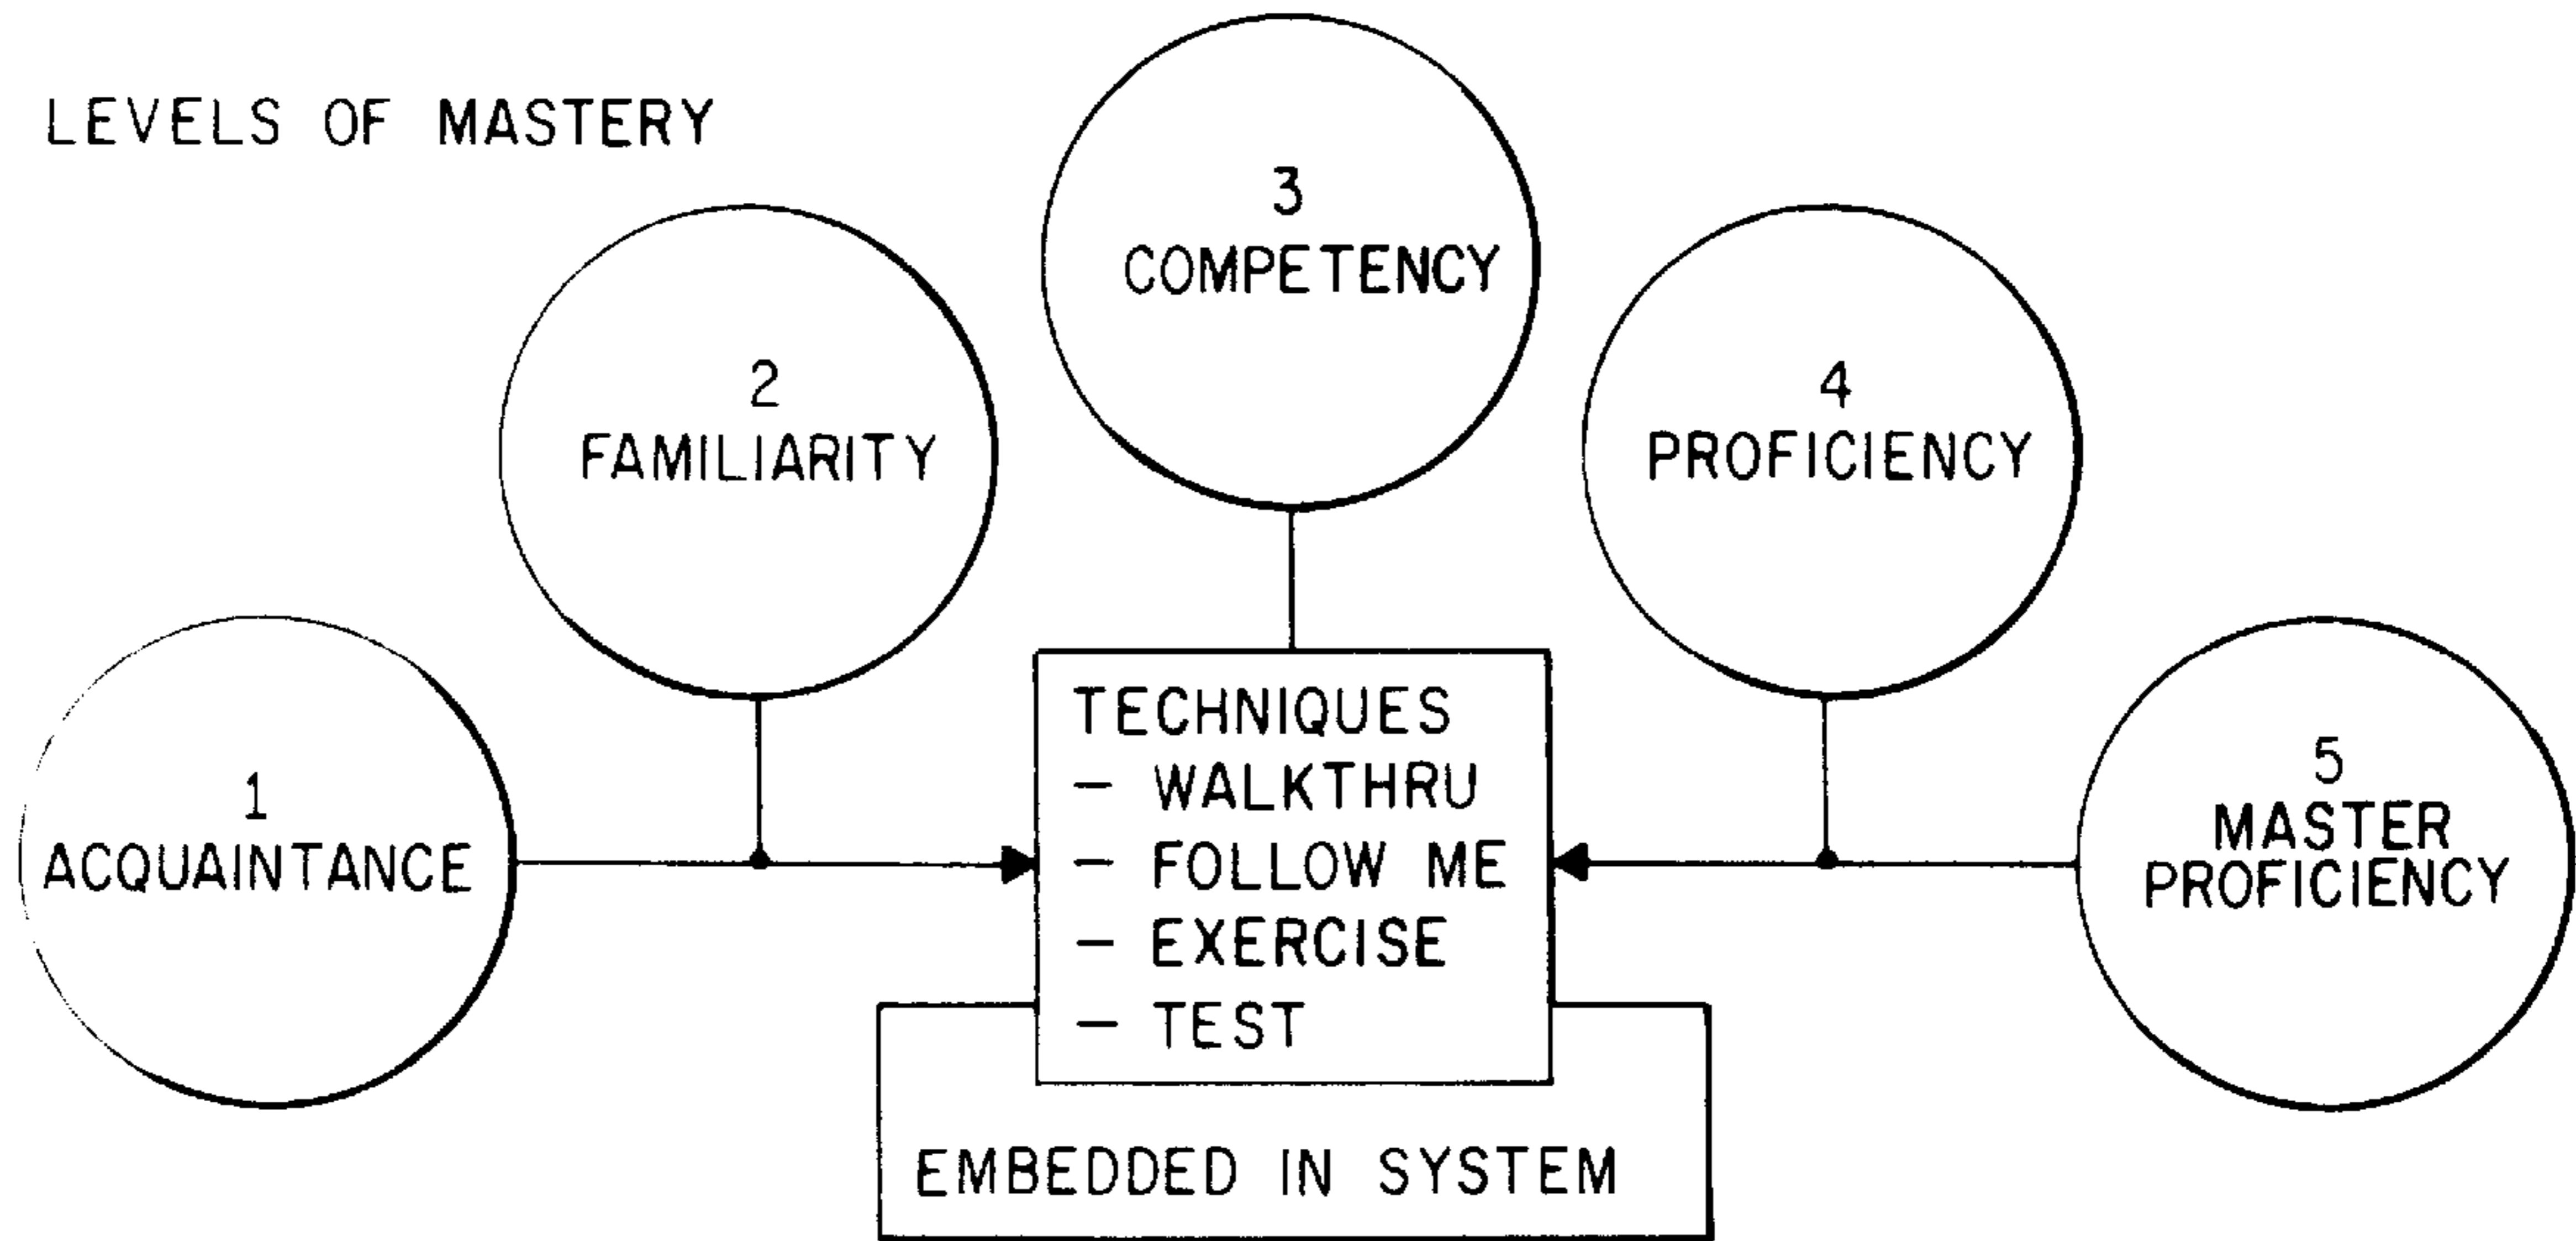 LEVELS OF MASTERY
1
ACQUAINTANCE
2
FAMILIARITY
3
COMPETENCY
4
PROFICIENCY
5
MASTER
PROFICIENCY
TECHNIQUES
- WALKTHRU
- FOLLOW ME
- EXERCISE
- TEST
EMBEDDED IN SYSTEM